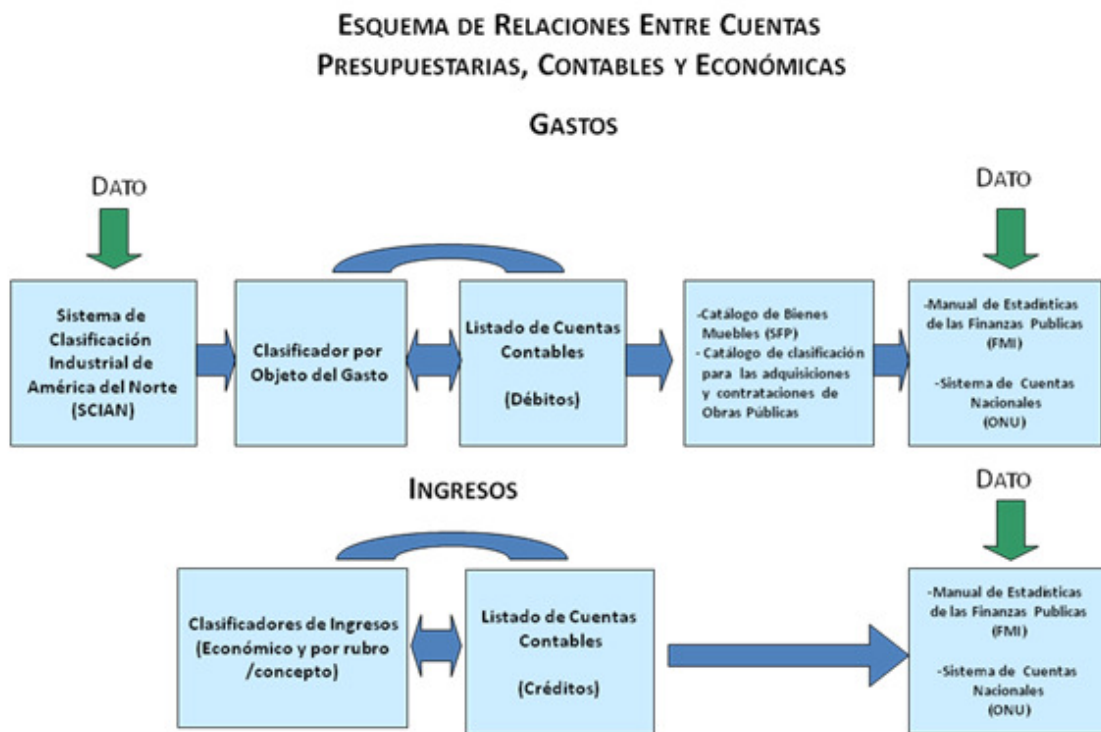 ESQUEMA DE RELACIONES ENTRE CUENTAS
PRESUPUESTARIAS, CONTABLES Y ECONÓMICAS
GASTOS
DATO
DATO
Sistema de
Clasificación
Industrial de
América del Norte
(SCIAN)
Clasificador por
Objeto del Gasto
Listado de Cuentas
Contables
(Débitos)
-Catálogo de Bienes
Muebles (SFP)
- Catálogo de clasificación
para las adquisiciones
y contrataciones de
Obras Públicas
-Manual de Estadísticas
de las Finanzas Publicas
(FMI)
-Sistema de Cuentas
Nacionales
(ONU)
INGRESOS
DATO
Clasificadores de Ingresos
(Económico y por rubro
/concepto)
Listado de Cuentas
Contables
(Créditos)
-Manual de Estadísticas
de las Finanzas Publicas
(FMI)
-Sistema de Cuentas
Nacionales
(ONU)